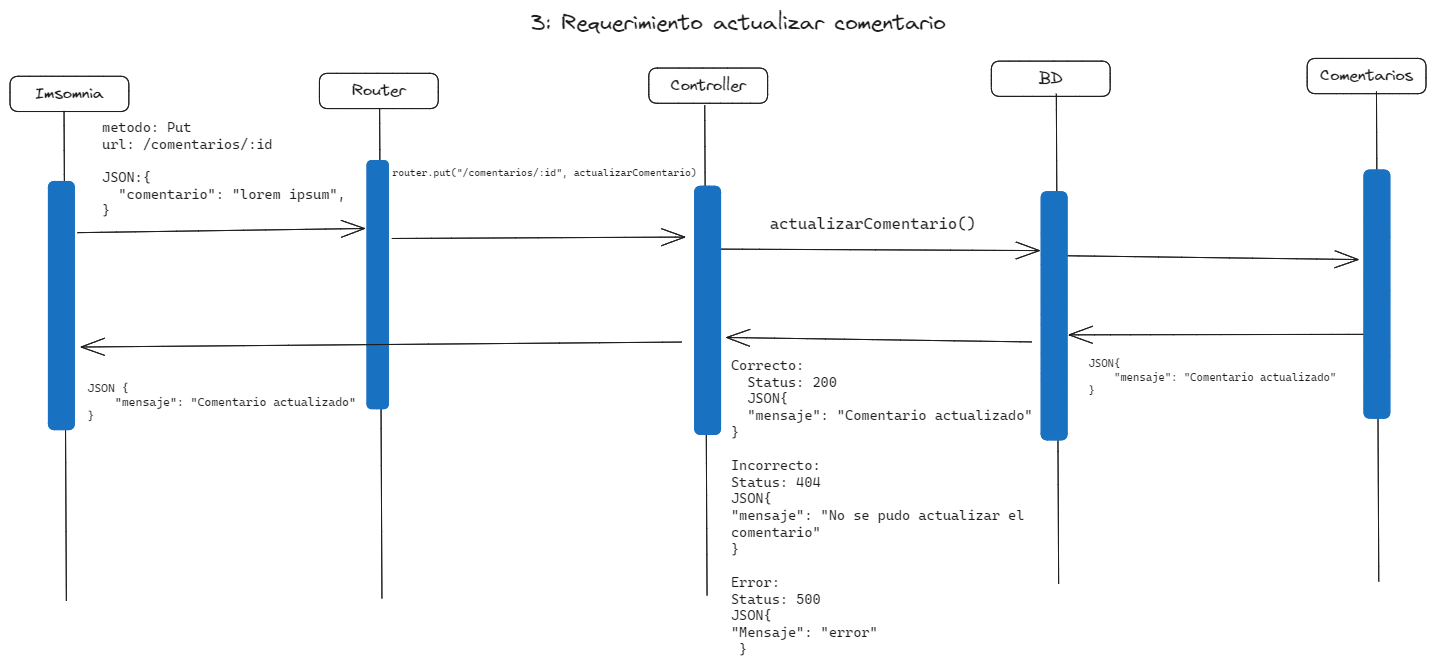 3: Requerimiento actualizar comentario
Imsomnia
Router
Controller
BD
Comentarios
metodo: Put
url: /comentarios/:id
JSON:{
"comentario": "lorem ipsum",
}
router.put("/comentarios/:id", actualizarComentario)
actualizarComentario()
JSON {
"mensaje": "Comentario actualizado"
}
Correcto:
Status: 200
JSON{
"mensaje": "Comentario actualizado"
}
Incorrecto:
Status: 404
JSON{
"mensaje": "No se pudo actualizar el
comentario"
}
Error:
Status: 500
JSON{
"Mensaje": "error"
}
JSON{
"mensaje": "Comentario actualizado"
}